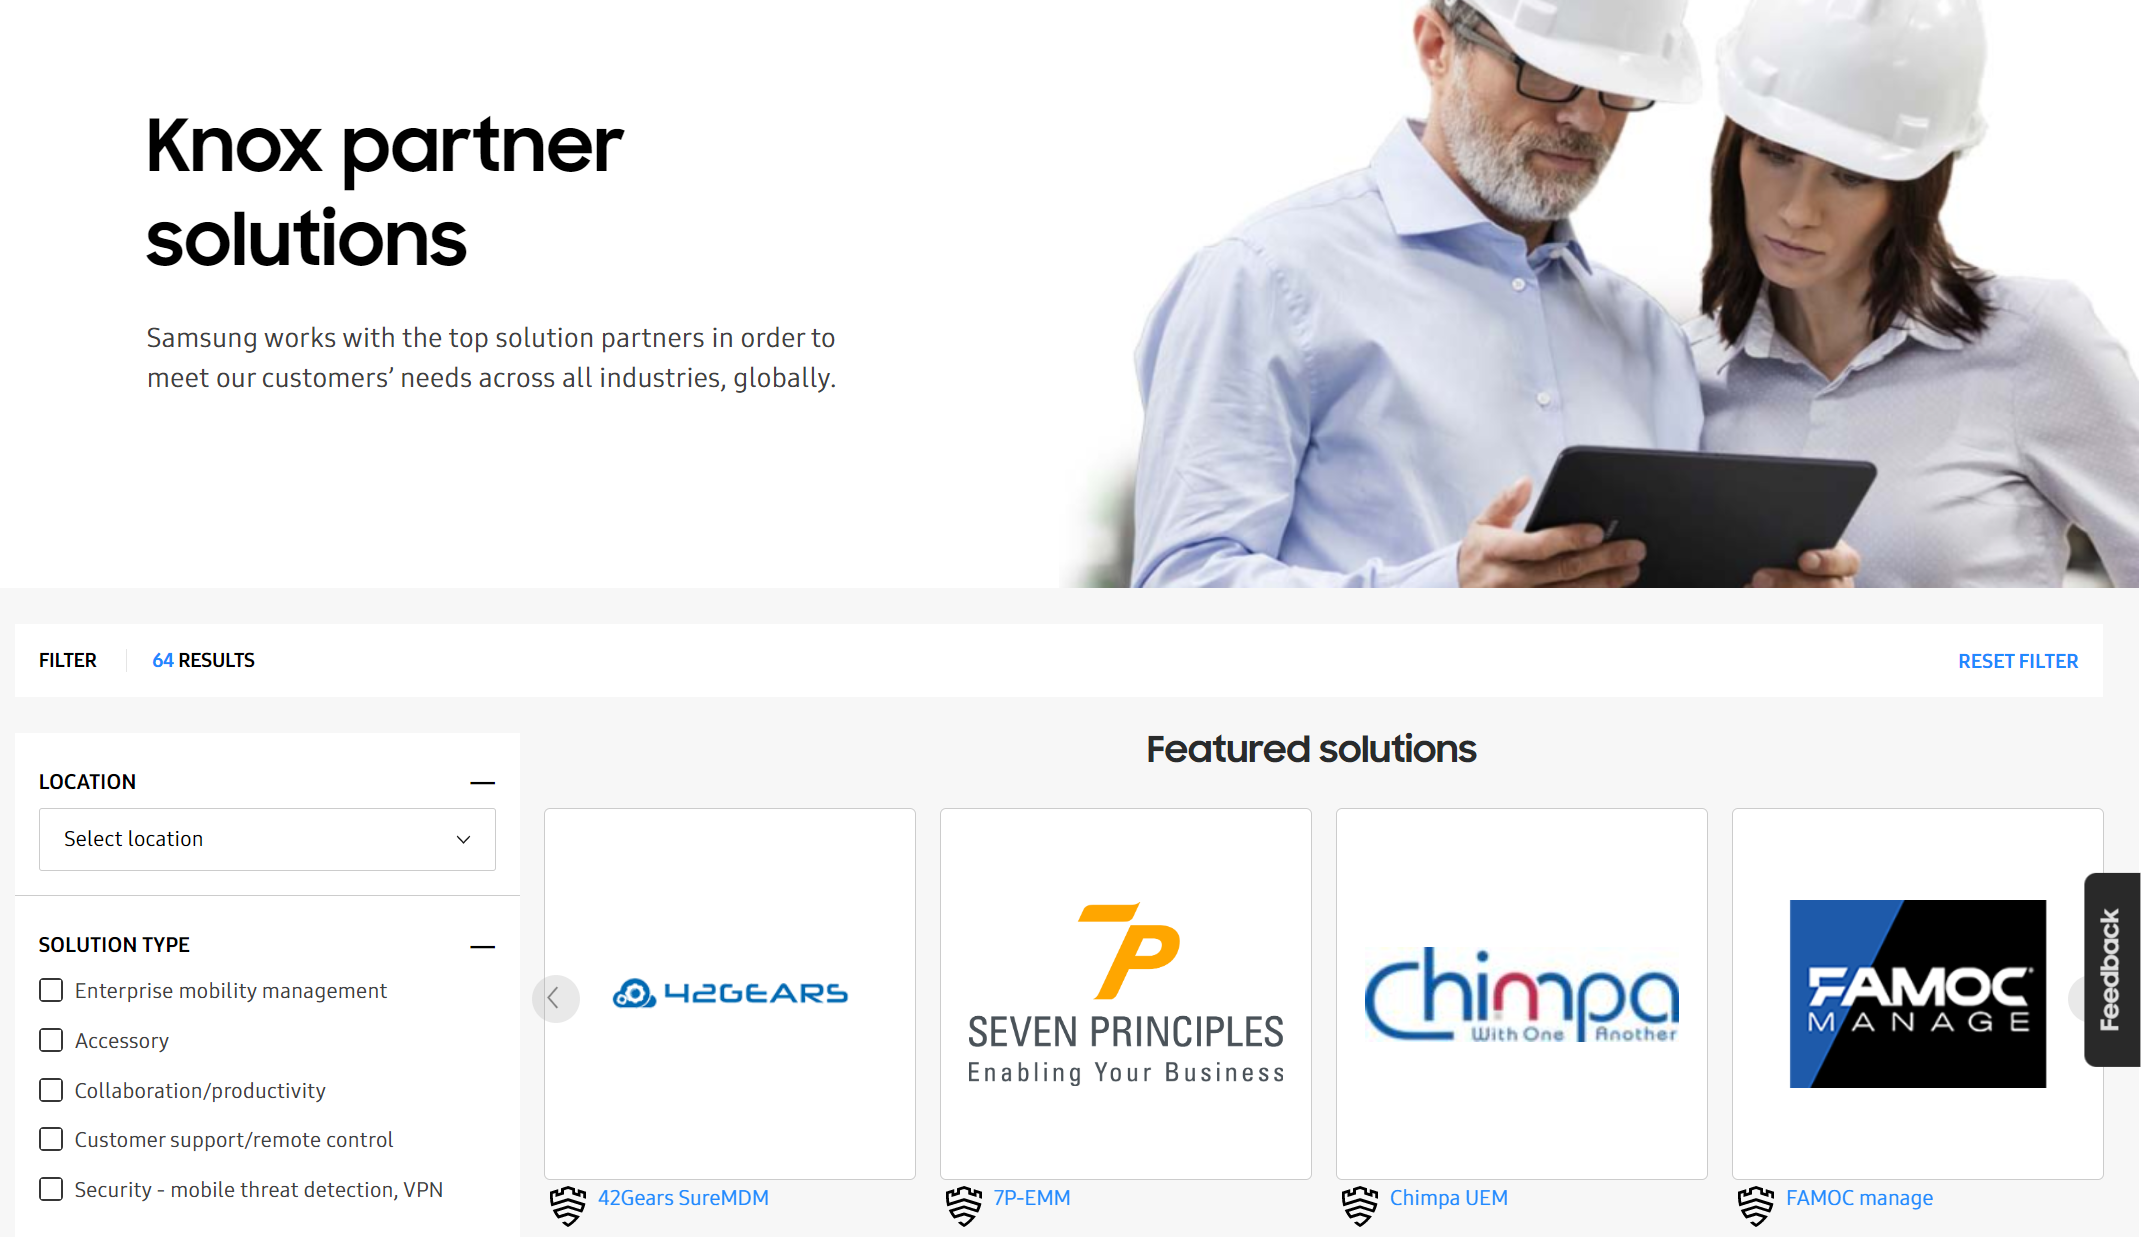 Knox partner
solutions
Samsung works with the top solution partners in order to
meet our customers’ needs across all industries, globally.
FILTER
64 RESULTS
RESET FILTER
LOCATION
Select location
SOLUTION TYPE
Enterprise mobility management
Accessory
Collaboration/productivity
Customer support/remote control
Security - mobile threat detection, VPN
Featured solutions
42GEARS
7P
SEVEN PRINCIPLES
Enabling Your Business
Chimpa
With One Another
FAMOC
MANAGE
42Gears SureMDM
7P-EMM
Chimpa UEM
FAMOC manage
Feedback